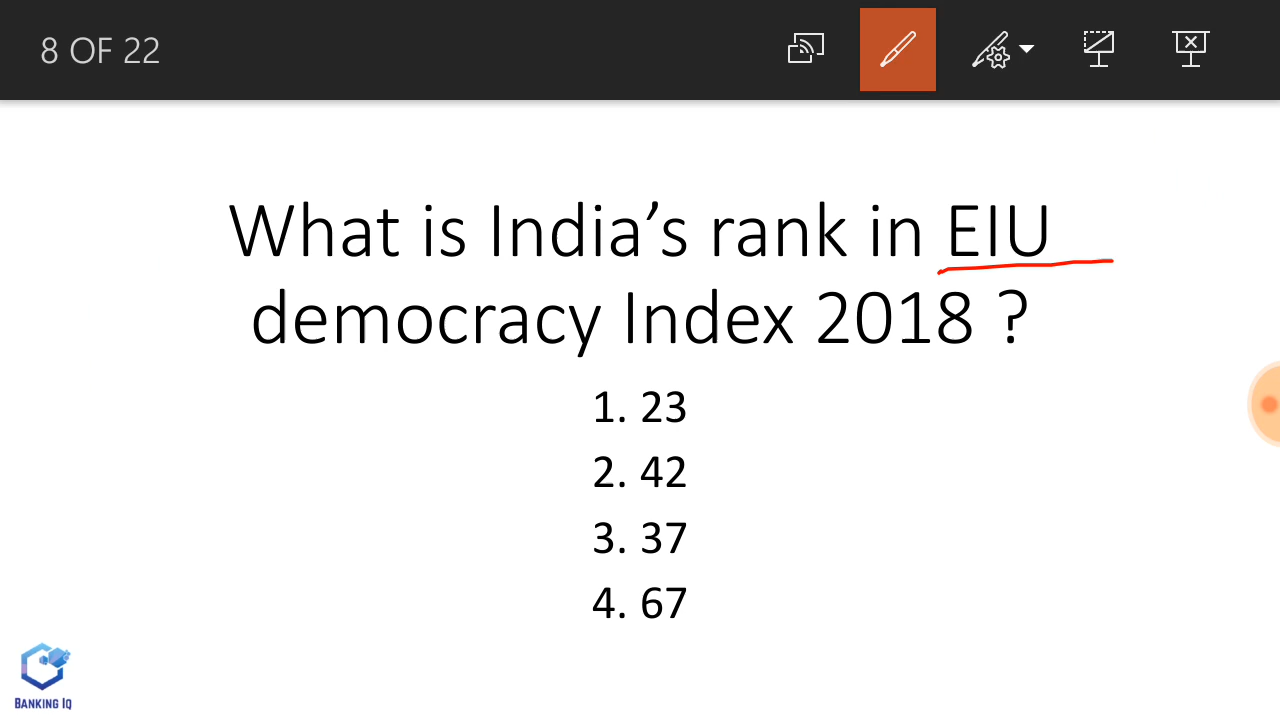 8 OF 22
What is India’s rank in EIU
democracy Index 2018 ?
1. 23
2. 42
3. 37
4. 67
BANKING IQ